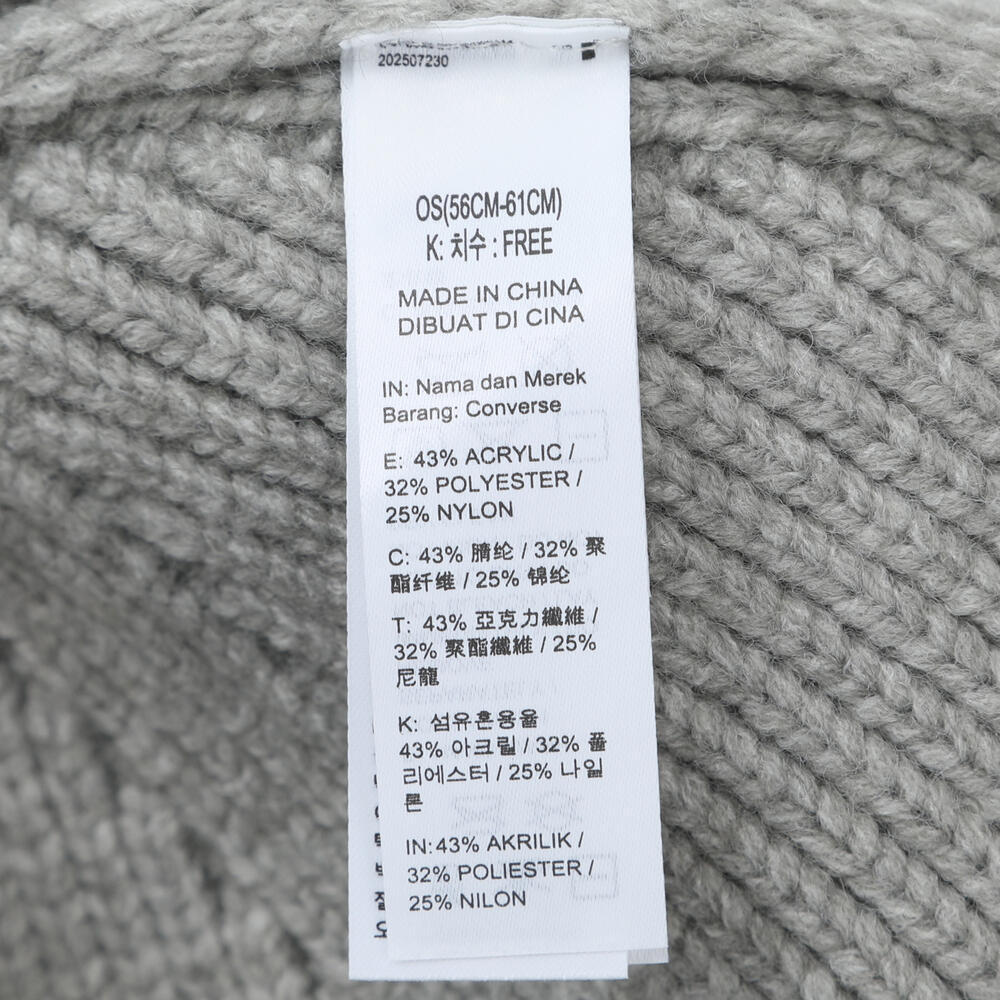 202507230
OS(56CM-61CM)
K: 치수 : FREE
MADE IN CHINA
DIBUAT DI CINA
IN: Nama dan Merek
Barang: Converse
E: 43% ACRYLIC /
32% POLYESTER /
25% NYLON
C: 43% 腈纶 / 32% 聚
酯纤维 / 25% 锦纶
T: 43% 亞克力纖維 /
32% 聚酯纖維 / 25%
尼龍
K: 섬유혼용율
43% 아크릴 / 32% 폴
리에스터 / 25% 나일
론
IN:43% AKRILIK /
32% POLIESTER /
25% NILON